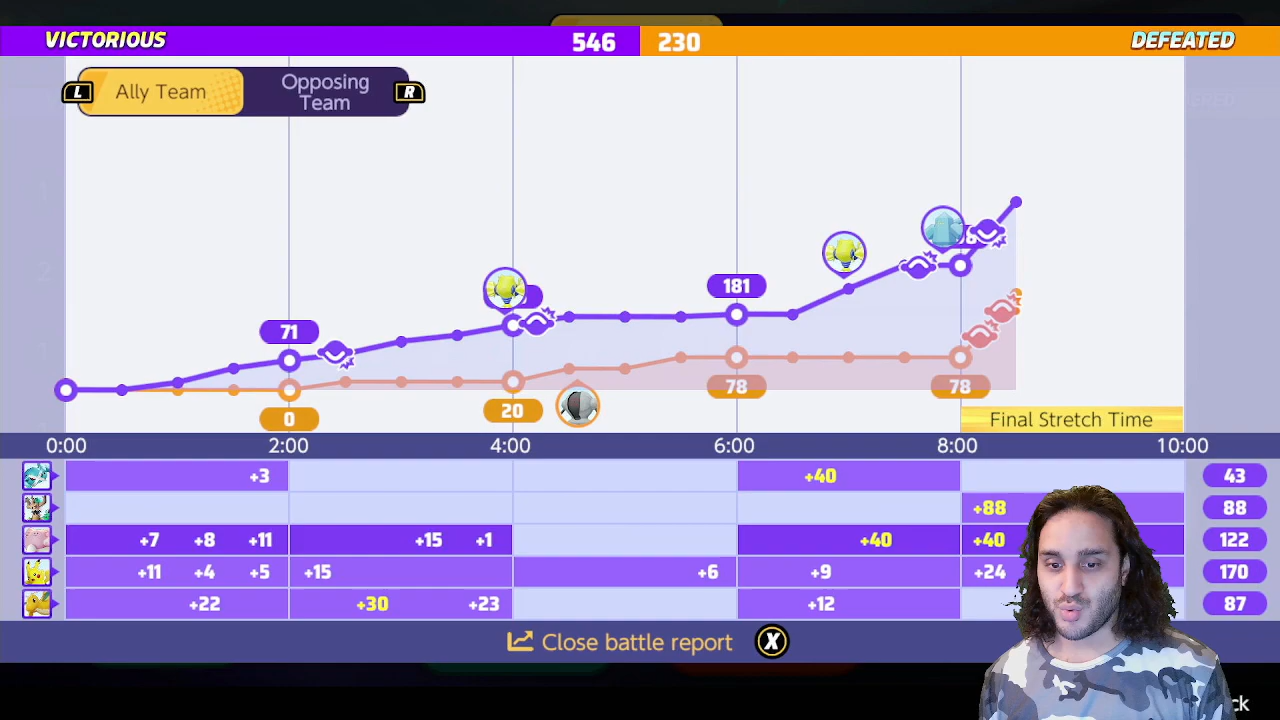 VICTORIOUS 546 230 DEFEATED
L Ally Team Opposing Team R
181
71
0 20 78 78
Final Stretch Time
0:00 2:00 4:00 6:00 8:00 10:00
+3 +40 43
+88 88
+7 +8 +11 +15 +1 +40 +40 122
+11 +4 +5 +15 +6 +9 +24 170
+22 +30 +23 +12 87
Close battle report X